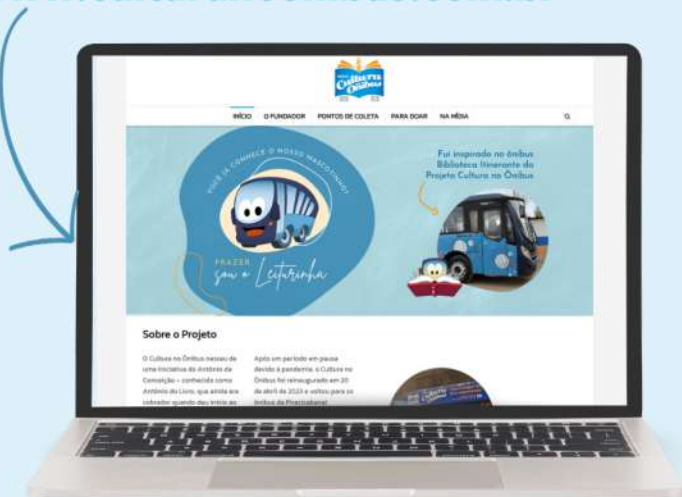 Cultura
no
Ônibus
INÍCIO O FUNDADOR PONTOS DE COLETA PARA DOAR NA MÍDIA
VOCÊ JÁ CONHECE O NOSSO MASCOTINHO?
PRAZER
sou o Leiturinha
Fui inspirado no ônibus
Biblioteca Itinerante do
Projeto Cultura no Ônibus
Sobre o Projeto
O Cultura no Ônibus nasceu de
uma iniciativa do Antônio da
Conceição – conhecido como
Antônio do Livro, que ainda era
cobrador quando deu início ao
Após um período em pausa
devido à pandemia, o Cultura no
Ônibus foi reinaugurado em 20
de abril de 2023 e voltou para os
ônibus da Piracicabana!